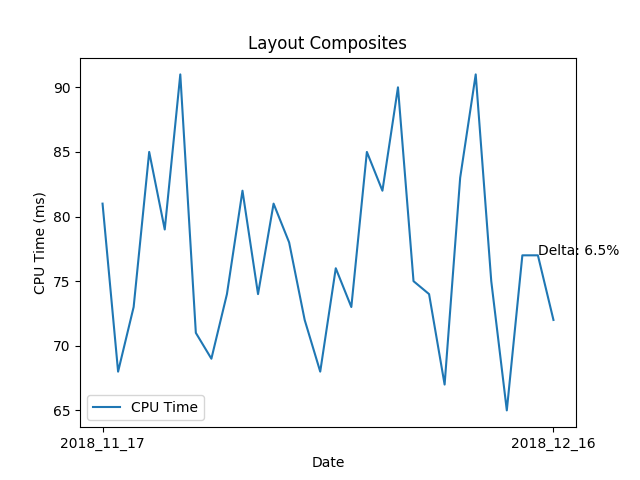 Layout Composites
CPU Time (ms)
90
85
80
75
70
65
Delta: 6.5%
CPU Time
2018_11_17
2018_12_16
Date